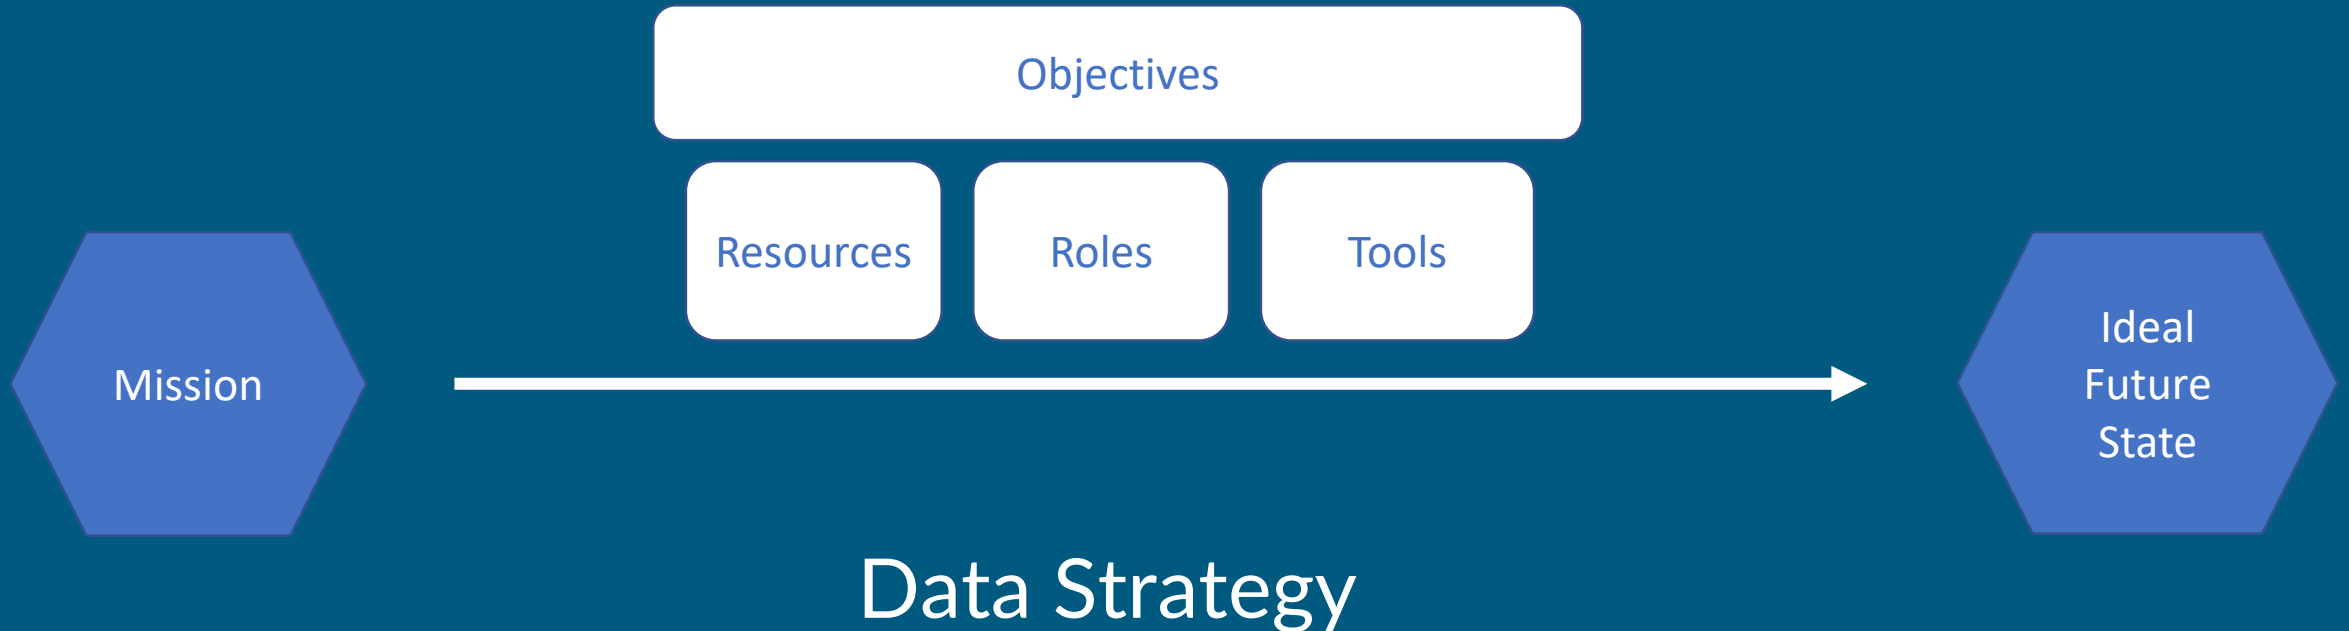 Objectives
Resources
Roles
Tools
Mission
Ideal
Future
State
Data Strategy